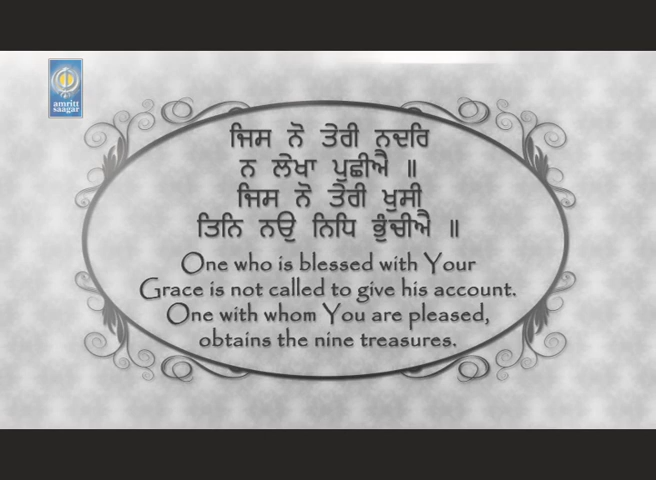 amritt
saagar
ਜਿਸ ਨੋ ਤੇਰੀ ਨਦਰਿ
ਨ ਲੇਖਾ ਪੁਛੀਐ ॥
ਜਿਸ ਨੋ ਤੇਰੀ ਖੁਸੀ
ਤਿਨਿ ਨਉ ਨਿਧਿ ਭੁੰਚੀਐ ॥
One who is blessed with Your
Grace is not called to give his account.
One with whom You are pleased,
obtains the nine treasures.